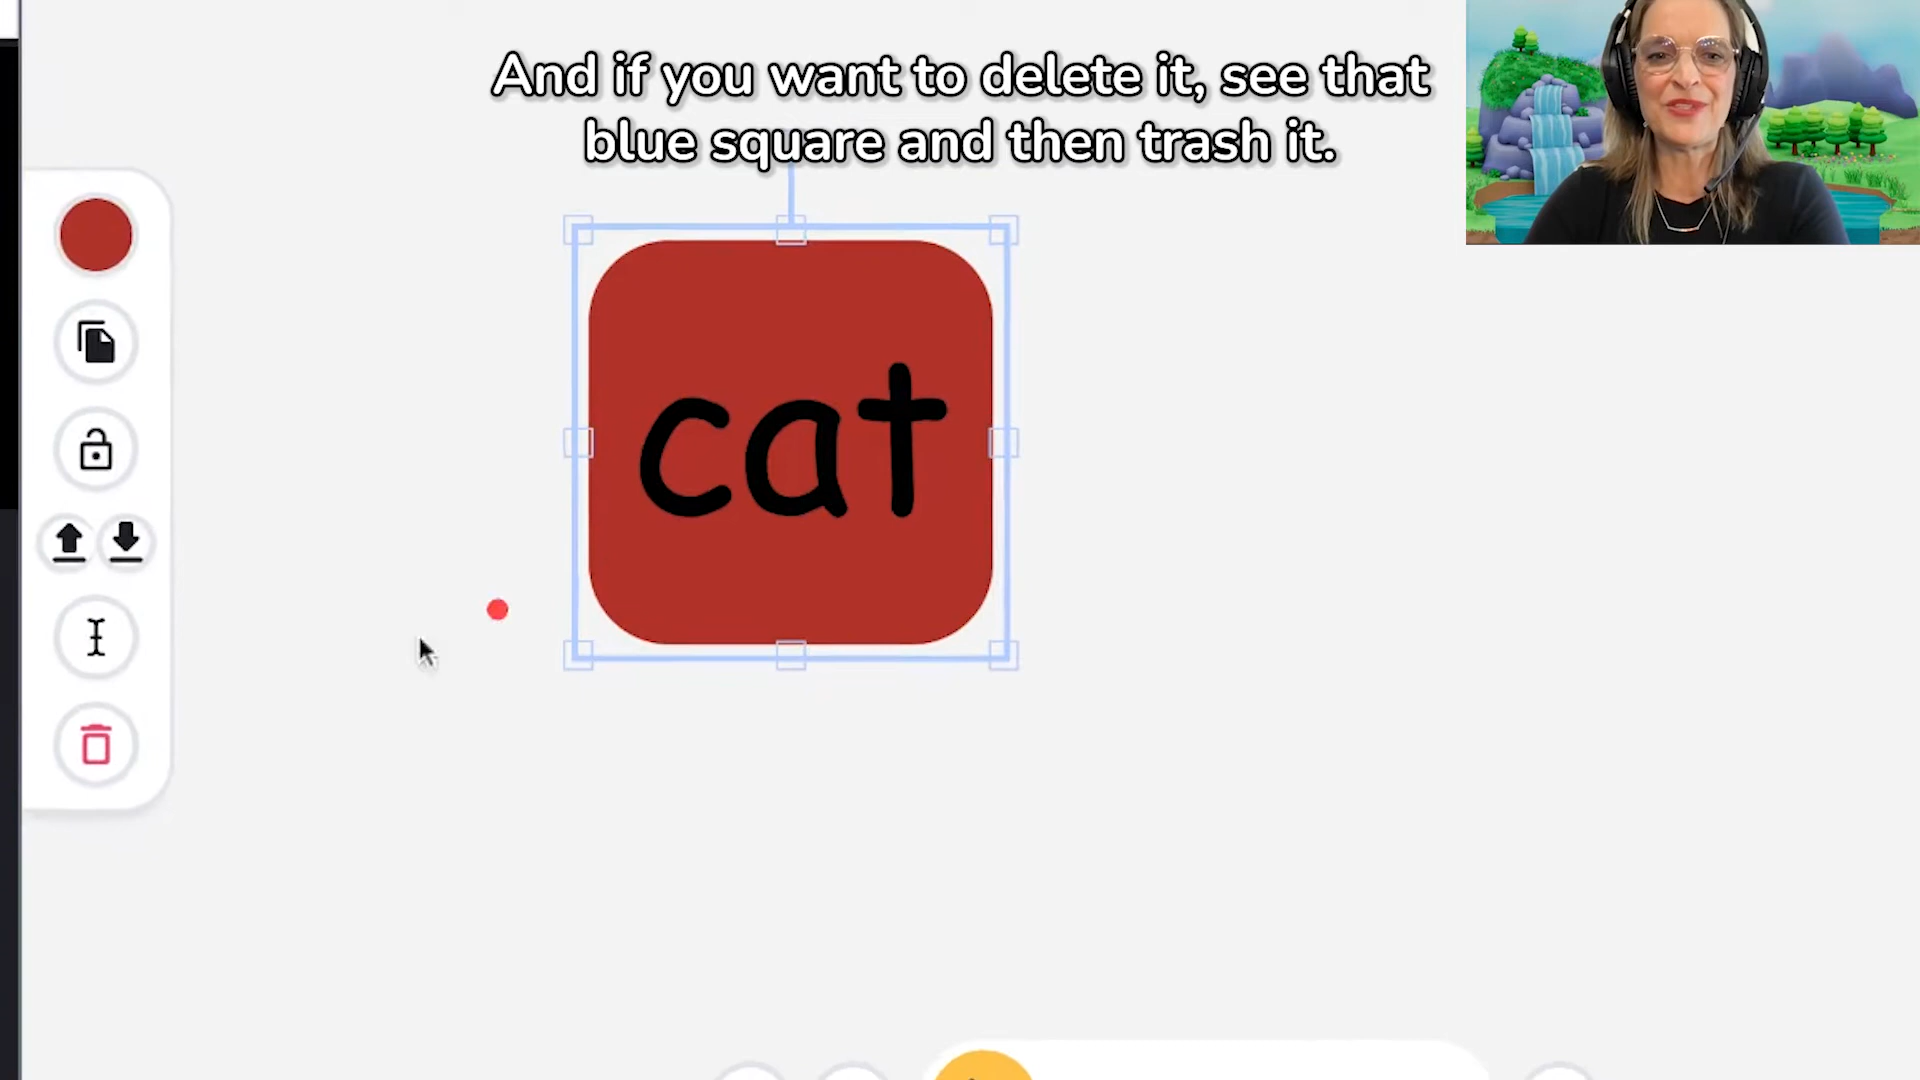 And if you want to delete it, see that
blue square and then trash it.
cat